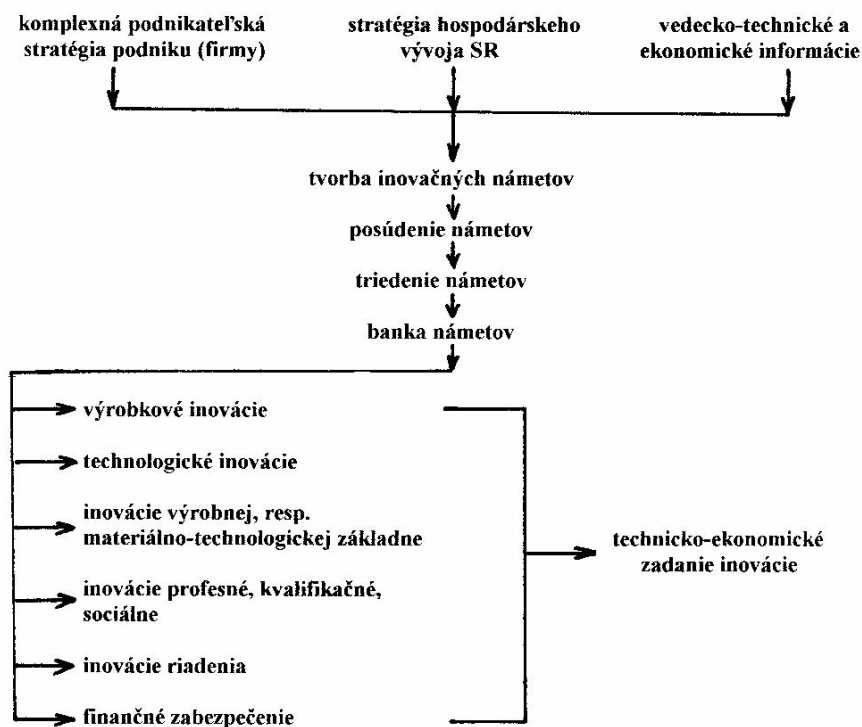 komplexná podnikateľská
stratégia podniku (firmy)
stratégia hospodárskeho
vývoja SR
vedecko-technické a
ekonomické informácie
tvorba inovačných námetov
posúdenie námetov
triedenie námetov
banka námetov
výrobkové inovácie
technologické inovácie
inovácie výrobnej, resp.
materiálno-technologickej základne
inovácie profesné, kvalifikačné,
sociálne
inovácie riadenia
finančné zabezpečenie
technicko-ekonomické
zadanie inovácie